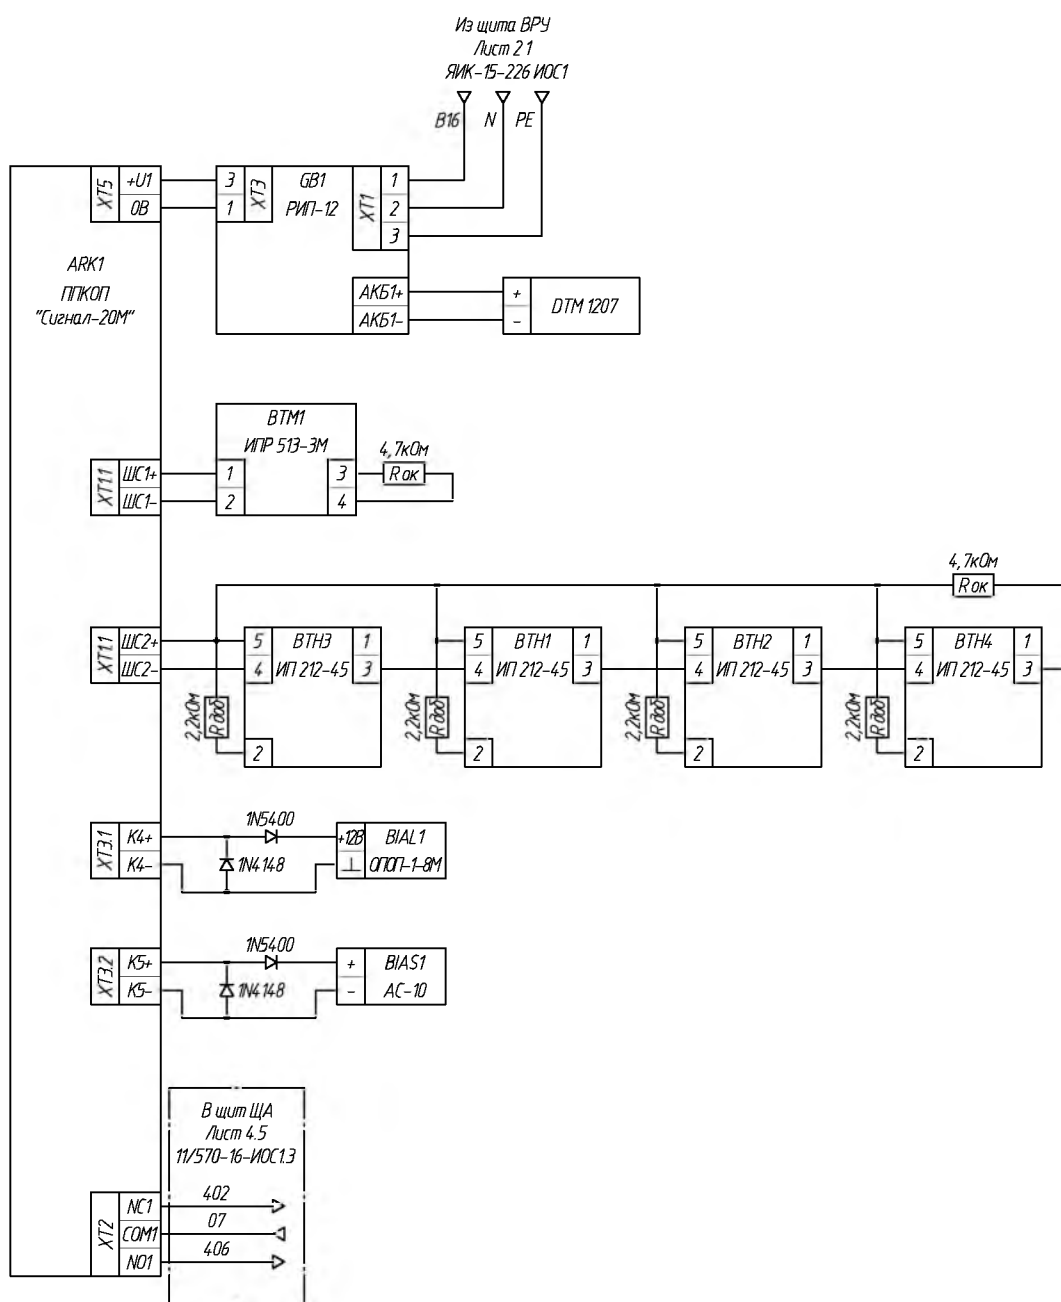 Из щита ВРУ
Лист 2.1
ЯИК-15-226 ИОС1
В16 N PE
XT5 +U1 0В
3 1 XT3
GB1
РИП-12
XT1 1 2 3
ARK1
ППКОП
"Сигнал-20М"
АКБ1+
АКБ1-
+
-
DTM 1207
BTM1
ИПР 513-3М
XT1.1 ШС1+ ШС1-
1 2
3 4
4,7кОм
Rок
4,7кОм
Rок
XT1.1 ШС2+ ШС2-
5 BTH3 1
4 ИП 212-45 3
2,2кОм Rдоб
2
5 BTH1 1
4 ИП 212-45 3
2,2кОм Rдоб
2
5 BTH2 1
4 ИП 212-45 3
2,2кОм Rдоб
2
5 BTH4 1
4 ИП 212-45 3
2,2кОм Rдоб
2
1N5400
XT3.1 K4+ K4-
1N4148
+12В BIAL1
⊥ ОПОП-1-8М
1N5400
XT3.2 K5+ K5-
1N4148
+ BIAS1
- АС-10
В щит ЩА
Лист 4.5
11/570-16-ИОС1.3
XT2
NC1 402
COM1 07
NO1 406